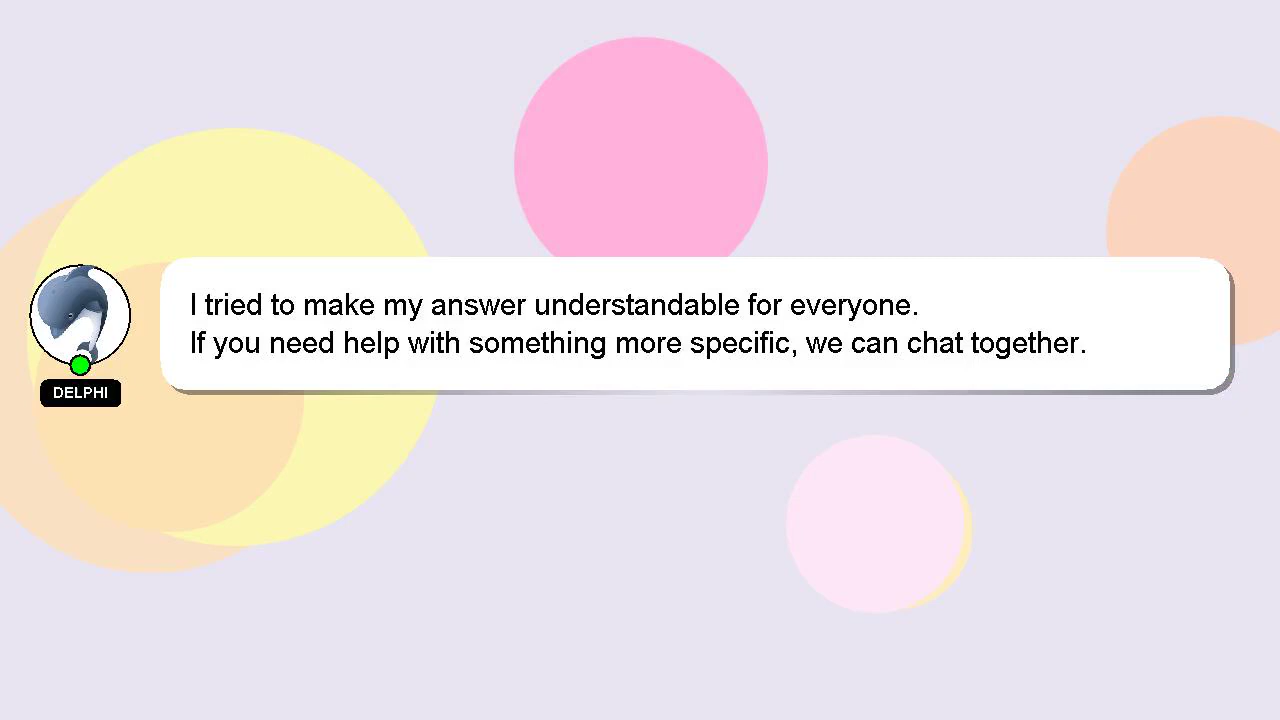 I tried to make my answer understandable for everyone.
If you need help with something more specific, we can chat together.
DELPHI